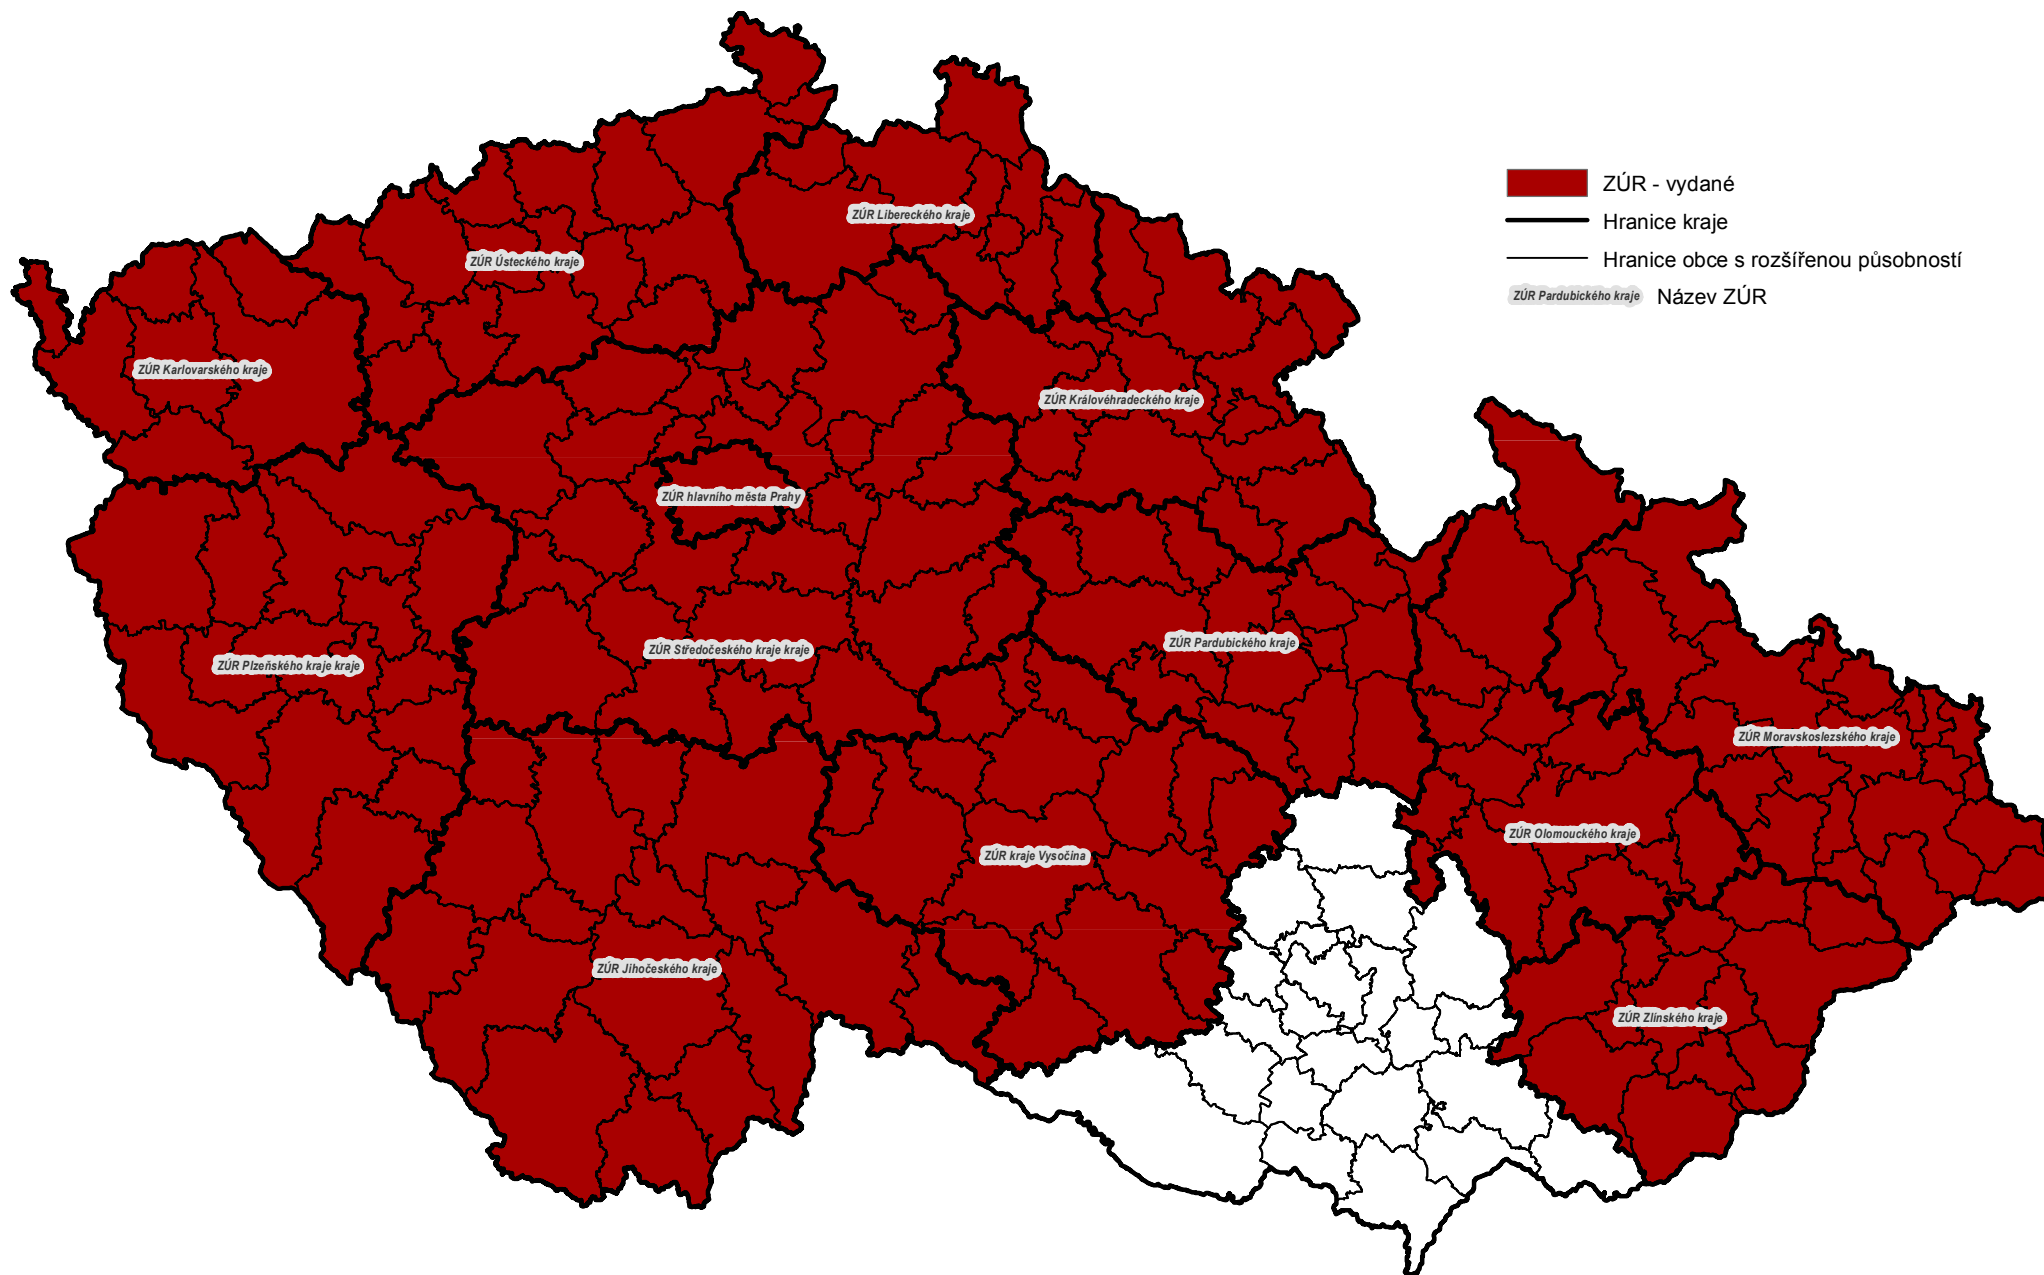 ZÚR - vydané
Hranice kraje
Hranice obce s rozšířenou působností
ZÚR Pardubického kraje Název ZÚR
ZÚR Libereckého kraje
ZÚR Ústeckého kraje
ZÚR Karlovarského kraje
ZÚR Královéhradeckého kraje
ZÚR hlavního města Prahy
ZÚR Pardubického kraje
ZÚR Středočeského kraje kraje
ZÚR Plzeňského kraje kraje
ZÚR Moravskoslezského kraje
ZÚR Olomouckého kraje
ZÚR kraje Vysočina
ZÚR Jihočeského kraje
ZÚR Zlínského kraje